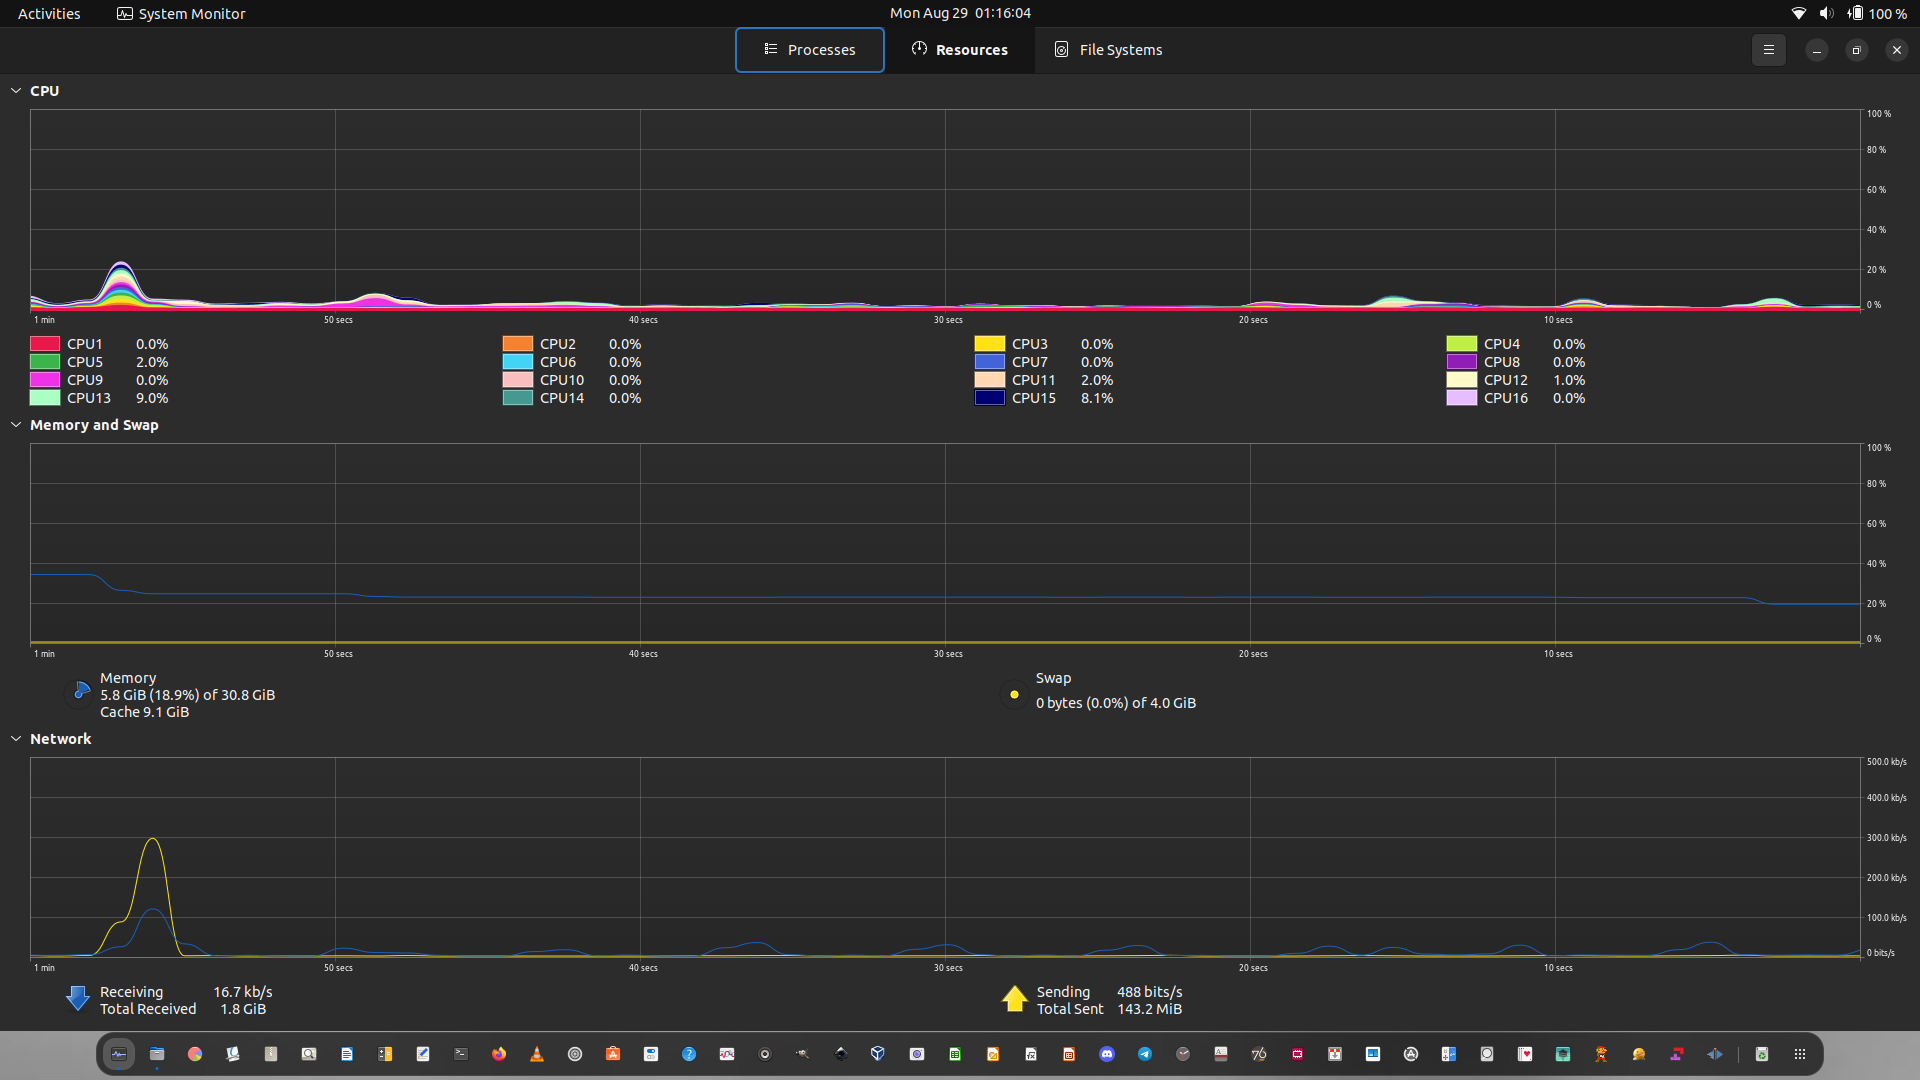 Activities System Monitor Mon Aug 29 01:16:04 100 %
Processes Resources File Systems
CPU
100 %
80 %
60 %
40 %
20 %
0 %
1 min 50 secs 40 secs 30 secs 20 secs 10 secs
CPU1 0.0% CPU2 0.0% CPU3 0.0% CPU4 0.0%
CPU5 2.0% CPU6 0.0% CPU7 0.0% CPU8 0.0%
CPU9 0.0% CPU10 0.0% CPU11 2.0% CPU12 1.0%
CPU13 9.0% CPU14 0.0% CPU15 8.1% CPU16 0.0%
Memory and Swap
100 %
80 %
60 %
40 %
20 %
0 %
1 min 50 secs 40 secs 30 secs 20 secs 10 secs
Memory
5.8 GiB (18.9%) of 30.8 GiB
Cache 9.1 GiB
Swap
0 bytes (0.0%) of 4.0 GiB
Network
500.0 kb/s
400.0 kb/s
300.0 kb/s
200.0 kb/s
100.0 kb/s
0 bits/s
1 min 50 secs 40 secs 30 secs 20 secs 10 secs
Receiving 16.7 kb/s
Total Received 1.8 GiB
Sending 488 bits/s
Total Sent 143.2 MiB
76